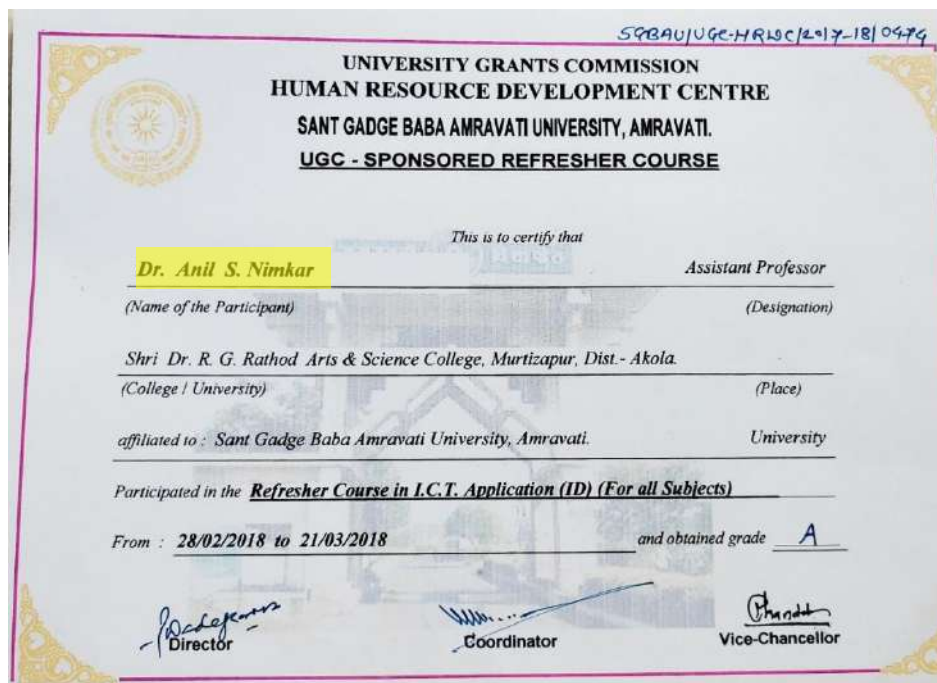 SGBAU/UGC-HRDC/2017-18/0474
UNIVERSITY GRANTS COMMISSION
HUMAN RESOURCE DEVELOPMENT CENTRE
SANT GADGE BABA AMRAVATI UNIVERSITY, AMRAVATI.
UGC - SPONSORED REFRESHER COURSE
This is to certify that
Dr. Anil S. Nimkar Assistant Professor
(Name of the Participant) (Designation)
Shri Dr. R. G. Rathod Arts & Science College, Murtizapur, Dist.- Akola.
(College / University) (Place)
affiliated to : Sant Gadge Baba Amravati University, Amravati. University
Participated in the Refresher Course in I.C.T. Application (ID) (For all Subjects)
From : 28/02/2018 to 21/03/2018 and obtained grade A
Director Coordinator Vice-Chancellor